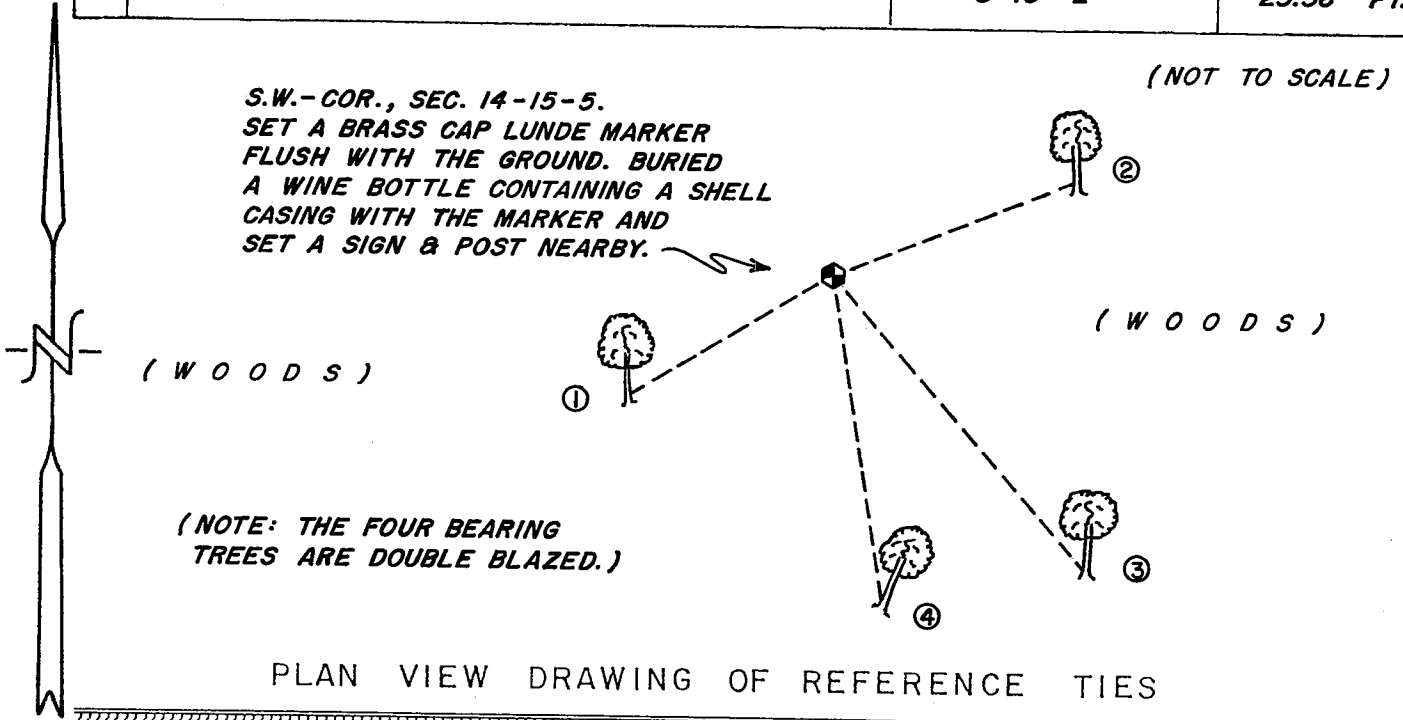 (NOT TO SCALE)
S.W.-COR., SEC. 14-15-5.
SET A BRASS CAP LUNDE MARKER
FLUSH WITH THE GROUND. BURIED
A WINE BOTTLE CONTAINING A SHELL
CASING WITH THE MARKER AND
SET A SIGN & POST NEARBY.
②
(WOODS)
N
(WOODS)
①
(NOTE: THE FOUR BEARING
TREES ARE DOUBLE BLAZED.)
③
④
PLAN VIEW DRAWING OF REFERENCE TIES